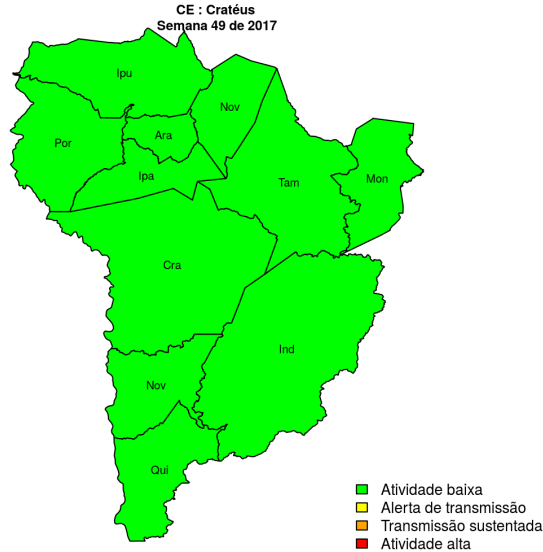 CE : Cratéus
Semana 49 de 2017
Ipu
Nov
Por
Ara
Ipa
Tam
Mon
Cra
Ind
Nov
Qui
Atividade baixa
Alerta de transmissão
Transmissão sustentada
Atividade alta